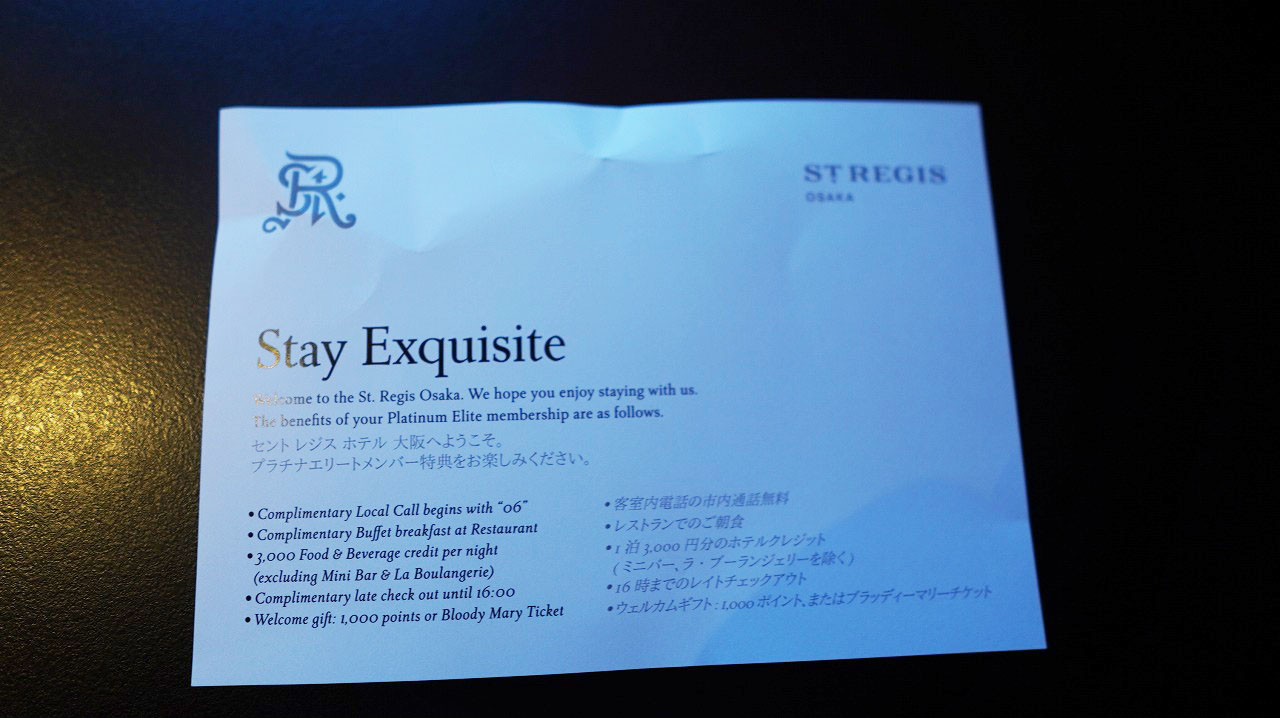 ST REGIS
OSAKA
Stay Exquisite
Welcome to the St. Regis Osaka. We hope you enjoy staying with us.
The benefits of your Platinum Elite membership are as follows.
セント レジス ホテル 大阪へようこそ。
プラチナエリートメンバー特典をお楽しみください。
• Complimentary Local Call begins with “06”
• Complimentary Buffet breakfast at Restaurant
• 3,000 Food & Beverage credit per night
(excluding Mini Bar & La Boulangerie)
• Complimentary late check out until 16:00
• Welcome gift: 1,000 points or Bloody Mary Ticket
• 客室内電話の市内通話無料
• レストランでのご朝食
• 1 泊 3,000 円分のホテルクレジット
( ミニバー、ラ・ブーランジェリーを除く )
• 16 時までのレイトチェックアウト
• ウェルカムギフト : 1,000 ポイント、またはブラッディーマリーチケット